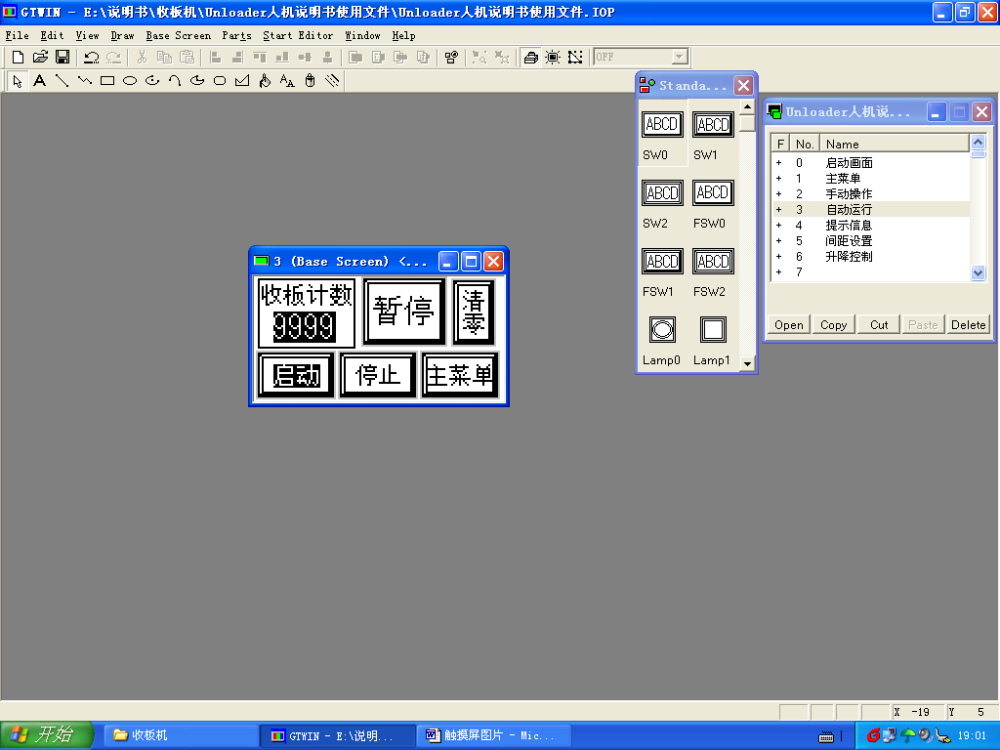 GTWIN - E:\说明书\收板机\Unloader人机说明书使用文件\Unloader人机说明书使用文件.IOP
File Edit View Draw Base Screen Parts Start Editor Window Help
OFF
Standa...
ABCD ABCD
SW0 SW1
ABCD ABCD
SW2 FSW0
ABCD ABCD
FSW1 FSW2
Lamp0 Lamp1
Unloader人机说...
F No. Name
+ 0 启动画面
+ 1 主菜单
+ 2 手动操作
+ 3 自动运行
+ 4 提示信息
+ 5 间距设置
+ 6 升降控制
+ 7
Open Copy Cut Paste Delete
3 (Base Screen) <...
收板计数
9999
暂停
清零
启动 停止 主菜单
X -19 Y 5
开始 收板机 GTWIN - E:\说明... 触摸屏图片 - Mic... 19:01